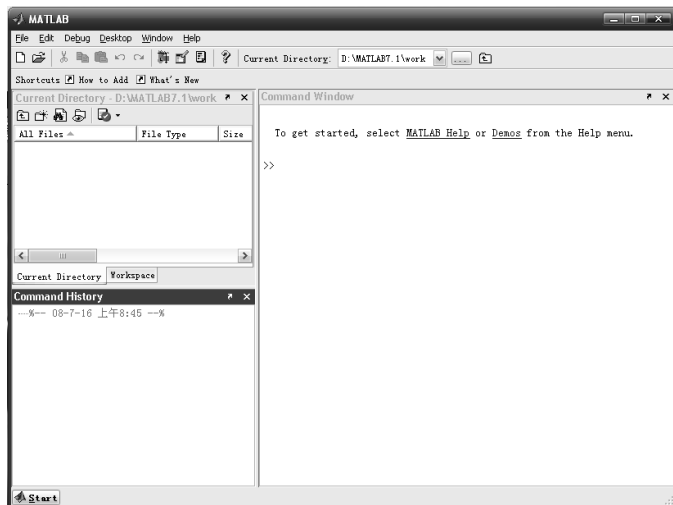 MATLAB
File Edit Debug Desktop Window Help
Current Directory: D:\MATLAB7.1\work ...
Shortcuts How to Add What's New
Current Directory - D:\MATLAB7.1\work
All Files File Type Size
Current Directory Workspace
Command History
---%-- 08-7-16 上午8:45 --%
Command Window
To get started, select MATLAB Help or Demos from the Help menu.
>>
Start